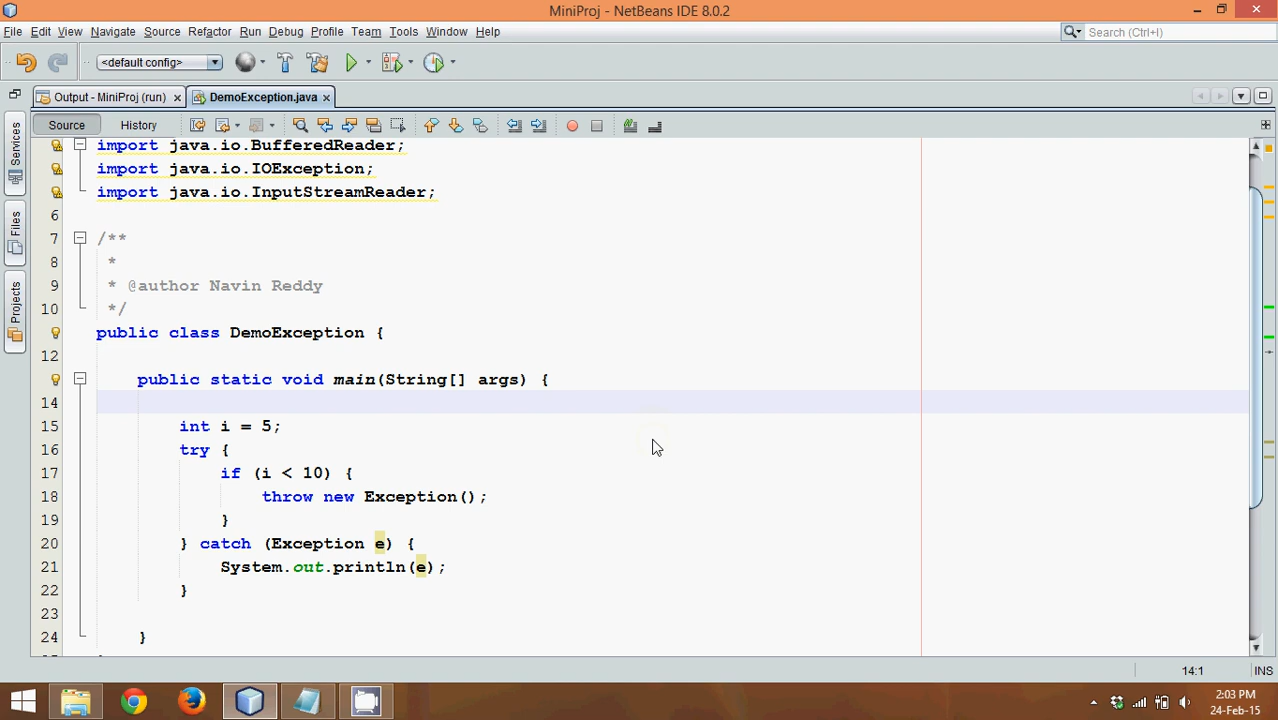 MiniProj - NetBeans IDE 8.0.2
File Edit View Navigate Source Refactor Run Debug Profile Team Tools Window Help
Search (Ctrl+I)
<default config>
Output - MiniProj (run) DemoException.java
Source History
Services
Files
Projects
import java.io.BufferedReader;
import java.io.IOException;
import java.io.InputStreamReader;
6
7 /**
8 *
9 * @author Navin Reddy
10 */
public class DemoException {
12
public static void main(String[] args) {
14
15 int i = 5;
16 try {
17 if (i < 10) {
18 throw new Exception();
19 }
20 } catch (Exception e) {
21 System.out.println(e);
22 }
23
24 }
14:1 INS
2:03 PM
24-Feb-15